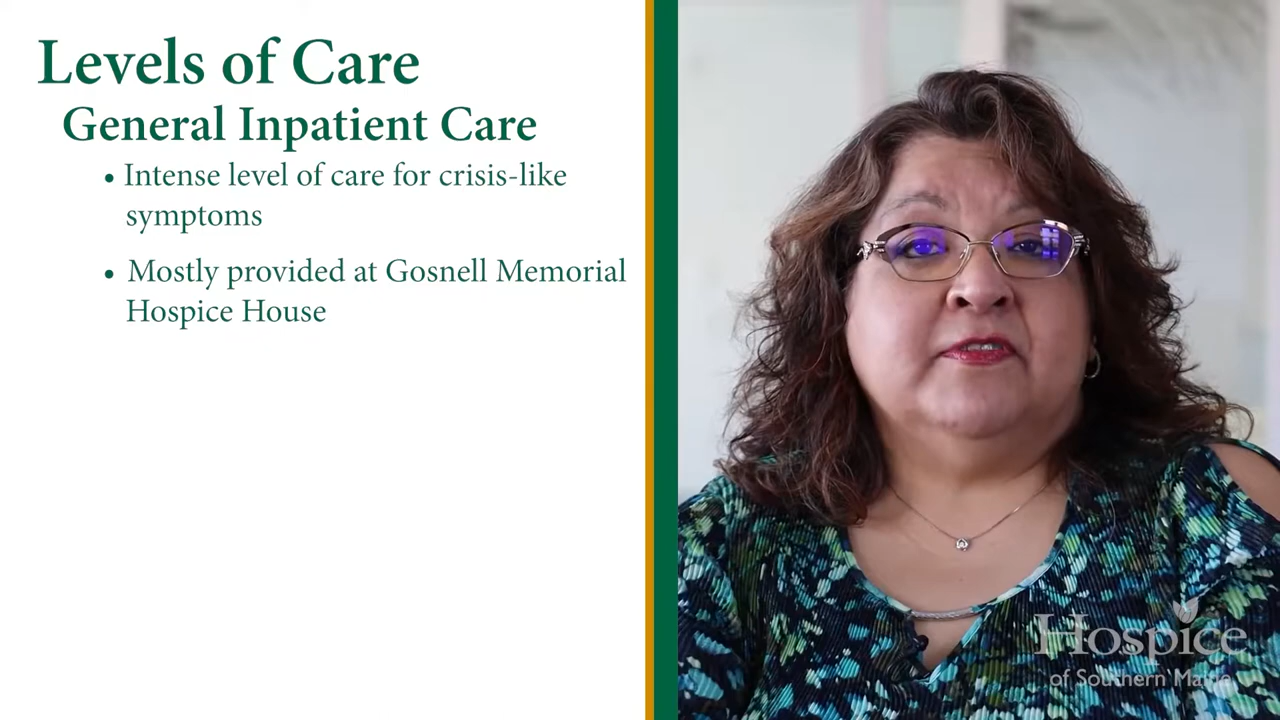 Levels of Care
General Inpatient Care
• Intense level of care for crisis-like
symptoms
• Mostly provided at Gosnell Memorial
Hospice House
Hospice
of Southern Maine